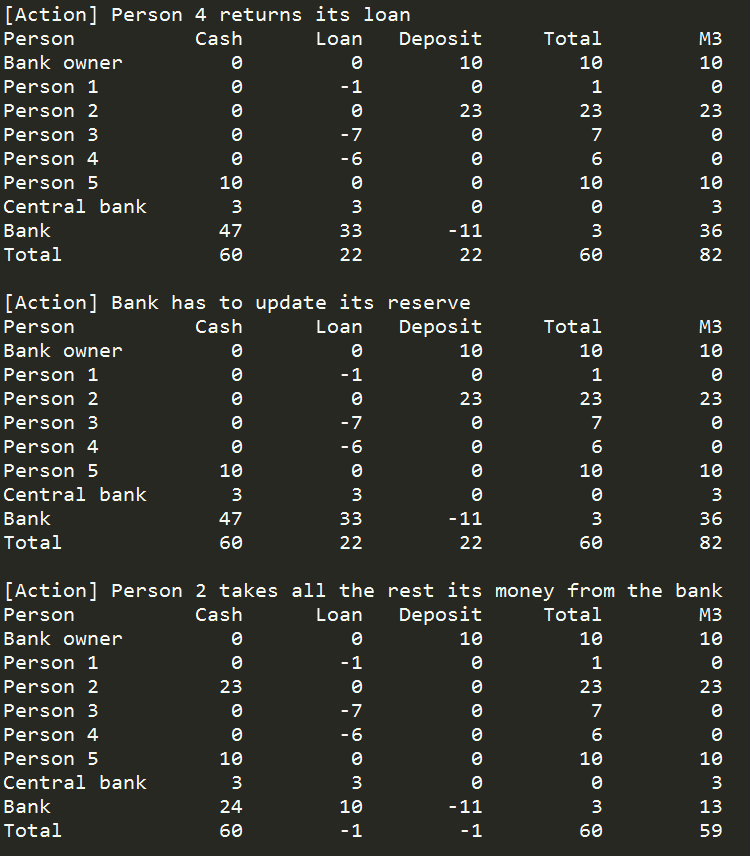 [Action] Person 4 returns its loan
Person Cash Loan Deposit Total M3
Bank owner 0 0 10 10 10
Person 1 0 -1 0 1 0
Person 2 0 0 23 23 23
Person 3 0 -7 0 7 0
Person 4 0 -6 0 6 0
Person 5 10 0 0 10 10
Central bank 3 3 0 0 3
Bank 47 33 -11 3 36
Total 60 22 22 60 82
[Action] Bank has to update its reserve
Person Cash Loan Deposit Total M3
Bank owner 0 0 10 10 10
Person 1 0 -1 0 1 0
Person 2 0 0 23 23 23
Person 3 0 -7 0 7 0
Person 4 0 -6 0 6 0
Person 5 10 0 0 10 10
Central bank 3 3 0 0 3
Bank 47 33 -11 3 36
Total 60 22 22 60 82
[Action] Person 2 takes all the rest its money from the bank
Person Cash Loan Deposit Total M3
Bank owner 0 0 10 10 10
Person 1 0 -1 0 1 0
Person 2 23 0 0 23 23
Person 3 0 -7 0 7 0
Person 4 0 -6 0 6 0
Person 5 10 0 0 10 10
Central bank 3 3 0 0 3
Bank 24 10 -11 3 13
Total 60 -1 -1 60 59